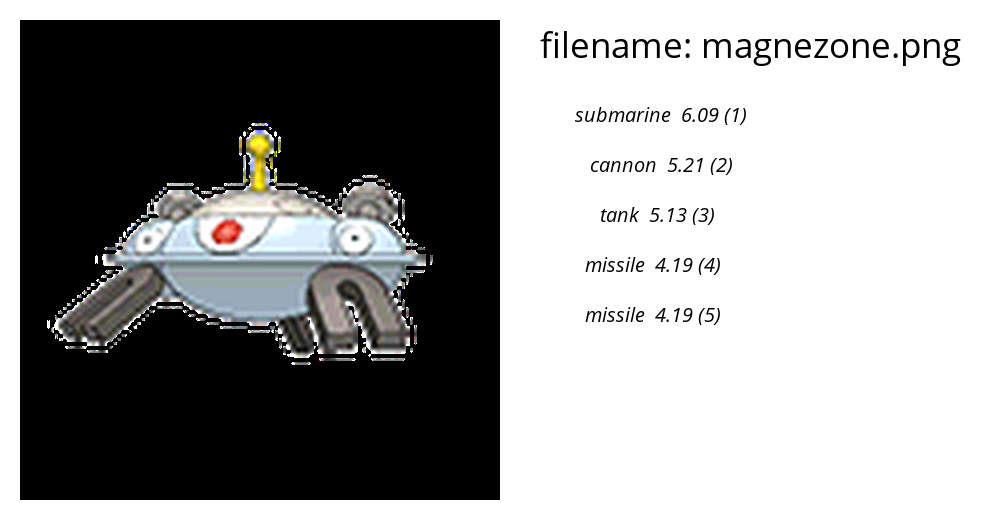 filename: magnezone.png
submarine 6.09 (1)
cannon 5.21 (2)
tank 5.13 (3)
missile 4.19 (4)
missile 4.19 (5)